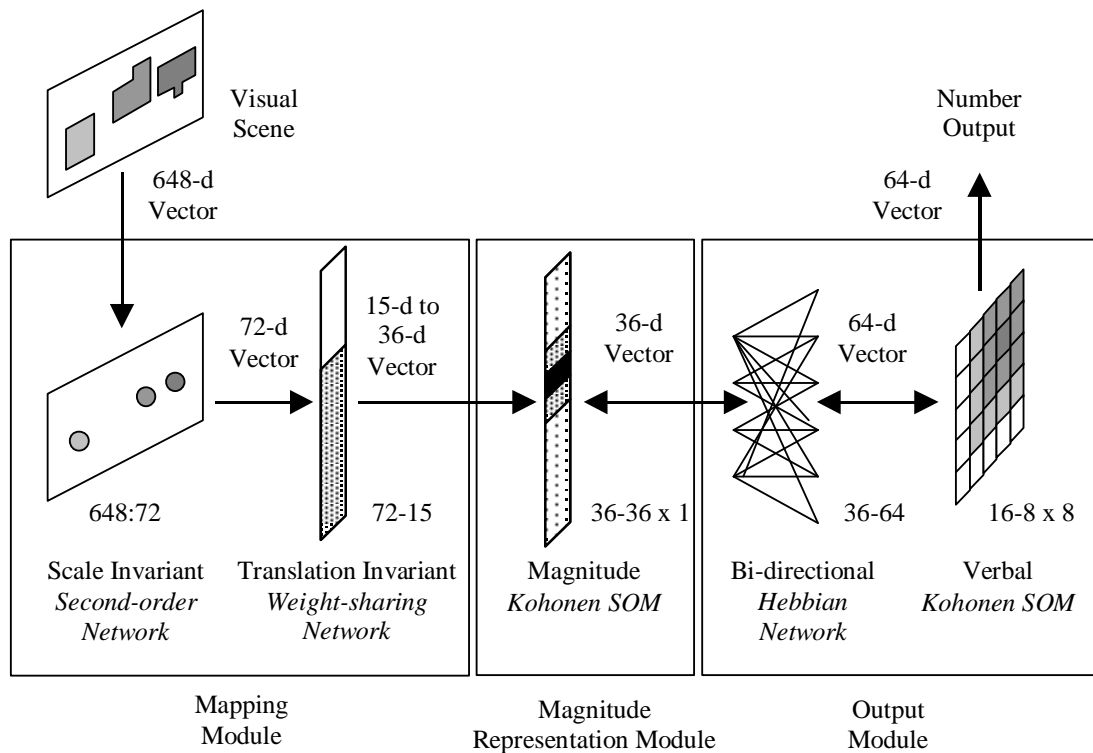 Visual
Scene
Number
Output
648-d
Vector
64-d
Vector
72-d
Vector
15-d to
36-d
Vector
36-d
Vector
64-d
Vector
648:72
72-15
36-36 x 1
36-64
16-8 x 8
Scale Invariant
Second-order
Network
Translation Invariant
Weight-sharing
Network
Magnitude
Kohonen SOM
Bi-directional
Hebbian
Network
Verbal
Kohonen SOM
Mapping
Module
Magnitude
Representation Module
Output
Module